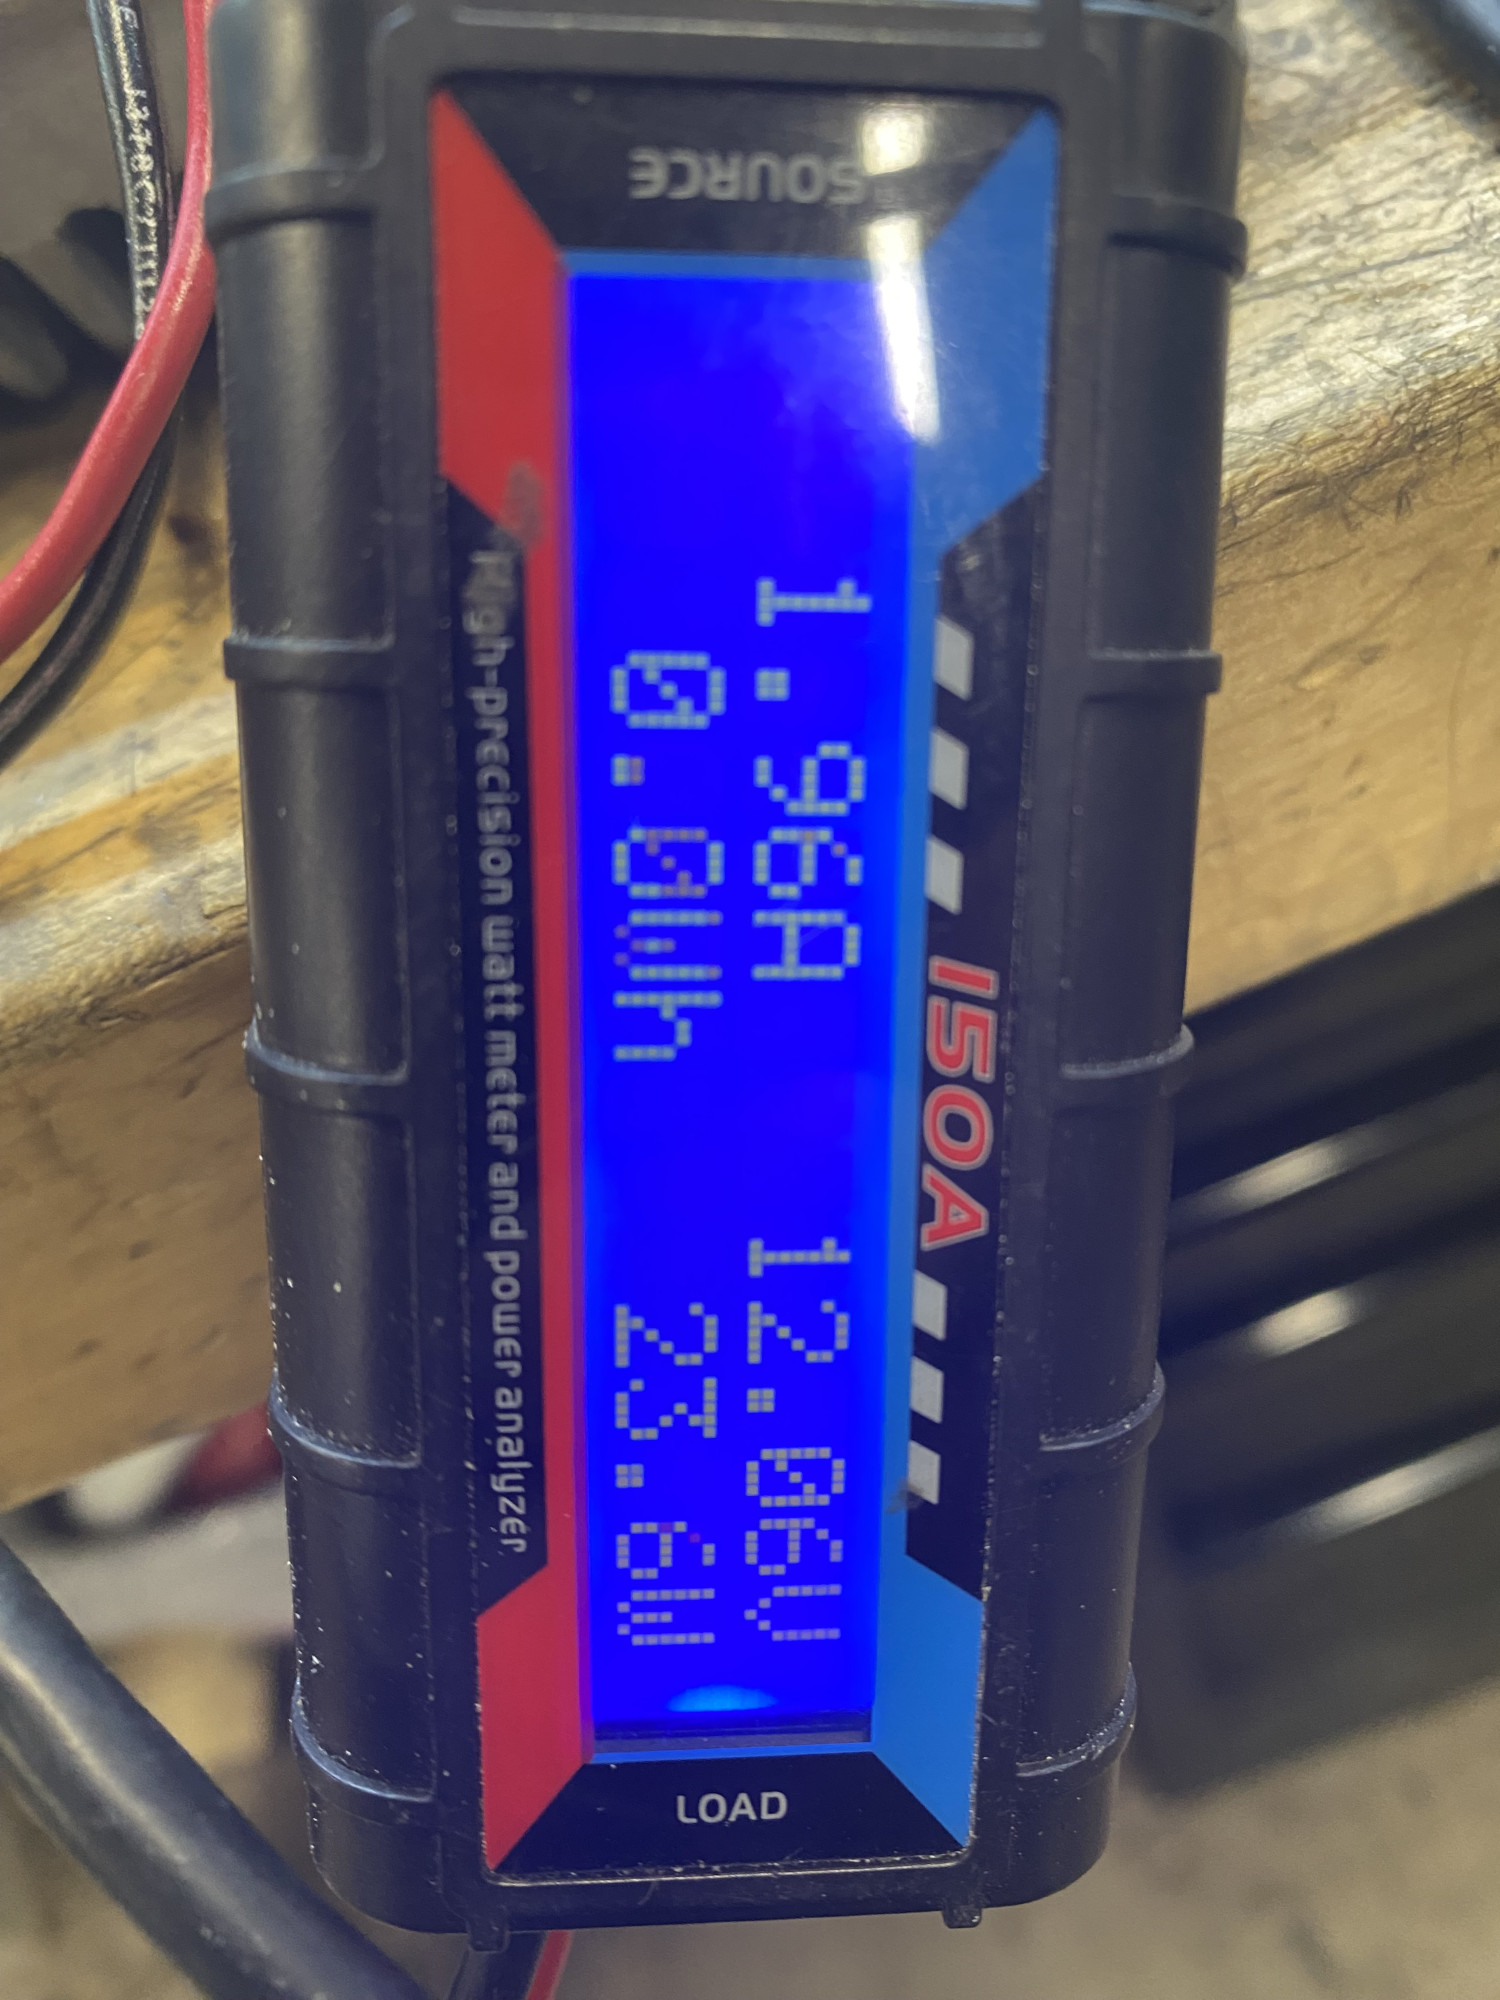 SOURCE
150A
1.96A 12.06V
0.0Wh 23.6W
High-precision watt meter and power analyzer
LOAD